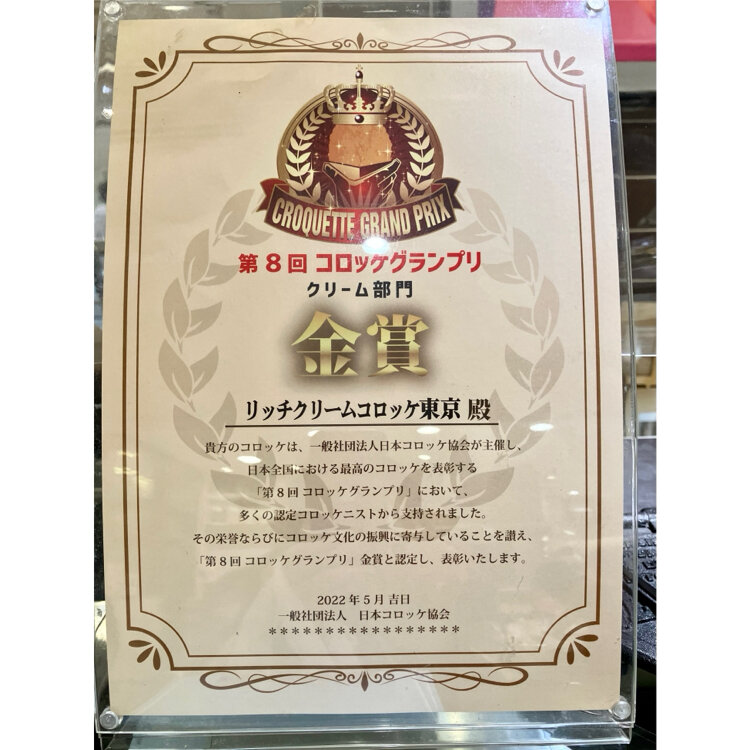 CROQUETTE GRAND PRIX
第8回 コロッケグランプリ
クリーム部門
金賞
リッチクリームコロッケ東京 殿
貴方のコロッケは、一般社団法人日本コロッケ協会が主催し、
日本全国における最高のコロッケを表彰する
「第8回 コロッケグランプリ」において、
多くの認定コロッケニストから支持されました。
その栄誉ならびにコロッケ文化の振興に寄与していることを讃え、
「第8回 コロッケグランプリ」金賞と認定し、表彰いたします。
2022年5月吉日
一般社団法人 日本コロッケ協会
*****************